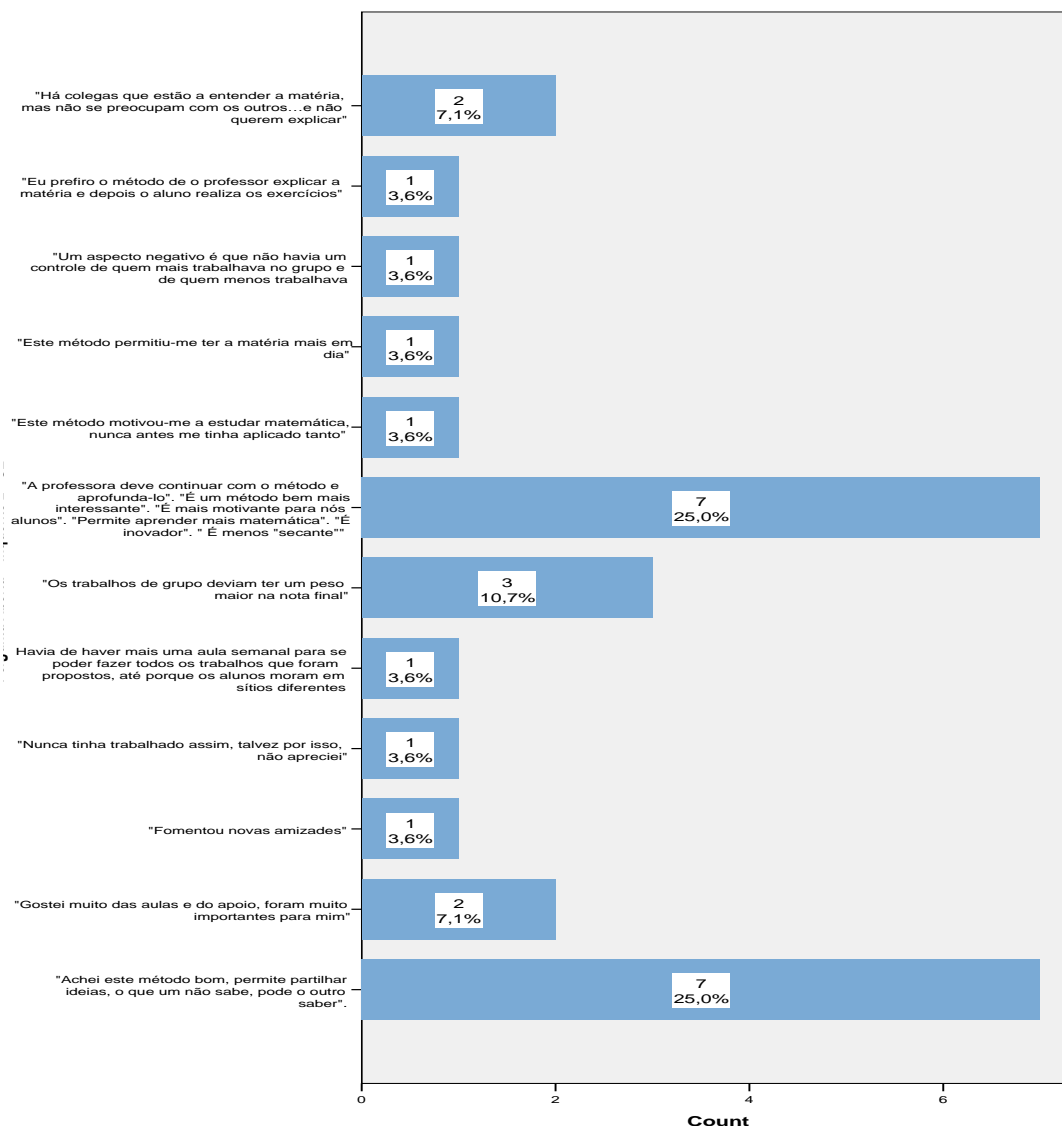 "Há colegas que estão a entender a matéria,
mas não se preocupam com os outros…e não
querem explicar"
2
7,1%
"Eu prefiro o método de o professor explicar a
matéria e depois o aluno realiza os exercícios"
1
3,6%
"Um aspecto negativo é que não havia um
controle de quem mais trabalhava no grupo e
de quem menos trabalhava
1
3,6%
"Este método permitiu-me ter a matéria mais em
dia"
1
3,6%
"Este método motivou-me a estudar matemática,
nunca antes me tinha aplicado tanto"
1
3,6%
"A professora deve continuar com o método e
aprofunda-lo". "É um método bem mais
interessante". "É mais motivante para nós
alunos". "Permite aprender mais matemática". "É
inovador". " É menos "secante""
7
25,0%
"Os trabalhos de grupo deviam ter um peso
maior na nota final"
3
10,7%
Havia de haver mais uma aula semanal para se
poder fazer todos os trabalhos que foram
propostos, até porque os alunos moram em
sítios diferentes
1
3,6%
"Nunca tinha trabalhado assim, talvez por isso,
não apreciei"
1
3,6%
"Fomentou novas amizades"
1
3,6%
"Gostei muito das aulas e do apoio, foram muito
importantes para mim"
2
7,1%
"Achei este método bom, permite partilhar
ideias, o que um não sabe, pode o outro
saber".
7
25,0%
0 2 4 6
Count